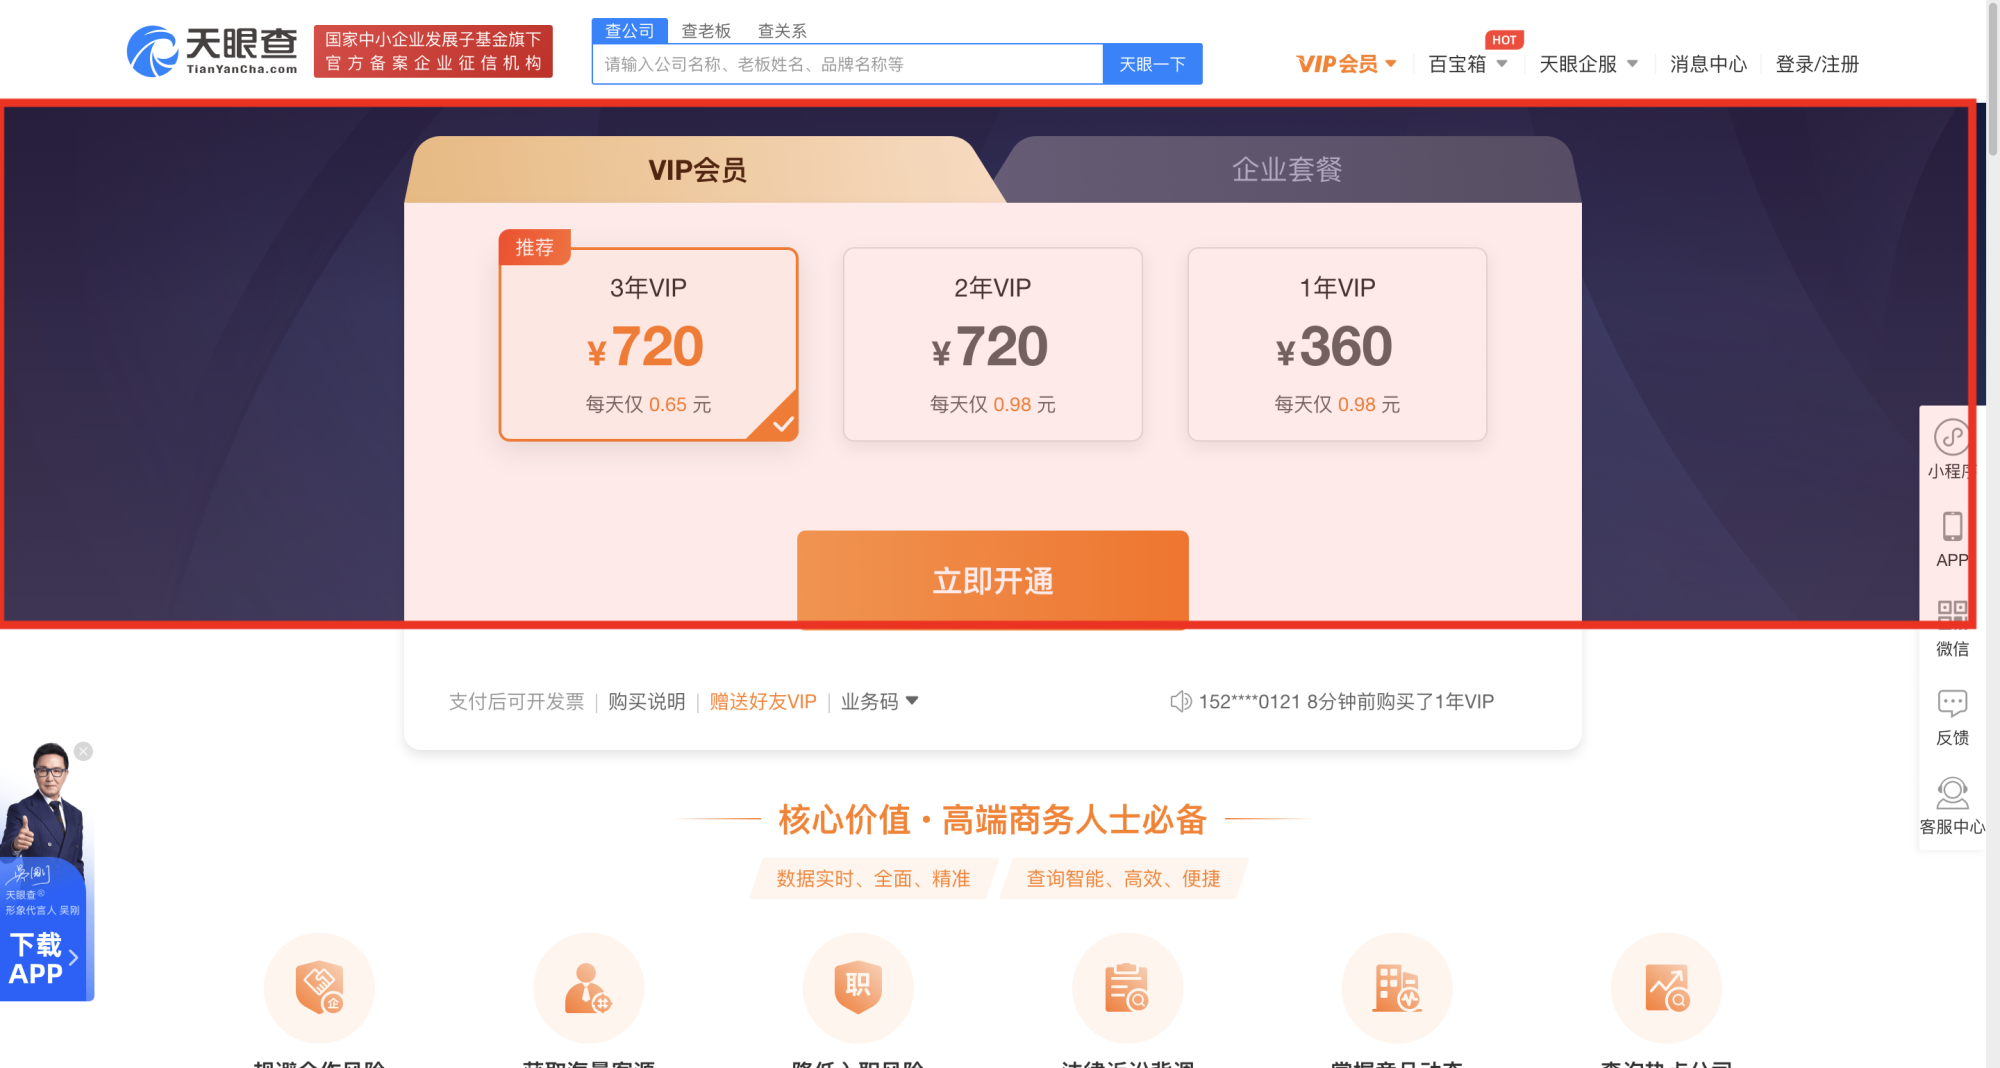 天眼查
TianYanCha.com
国家中小企业发展子基金旗下
官方备案企业征信机构
查公司 查老板 查关系
请输入公司名称、老板姓名、品牌名称等 天眼一下
VIP会员 百宝箱 HOT 天眼企服 消息中心 登录/注册
VIP会员 企业套餐
推荐
3年VIP
¥720
每天仅 0.65 元
2年VIP
¥720
每天仅 0.98 元
1年VIP
¥360
每天仅 0.98 元
立即开通
支付后可开发票 | 购买说明 | 赠送好友VIP | 业务码
152****0121 8分钟前购买了1年VIP
小程序
APP
微信
反馈
客服中心
核心价值·高端商务人士必备
数据实时、全面、精准
查询智能、高效、便捷
吴刚
天眼查®
形象代言人 吴刚
下载
APP
企
职